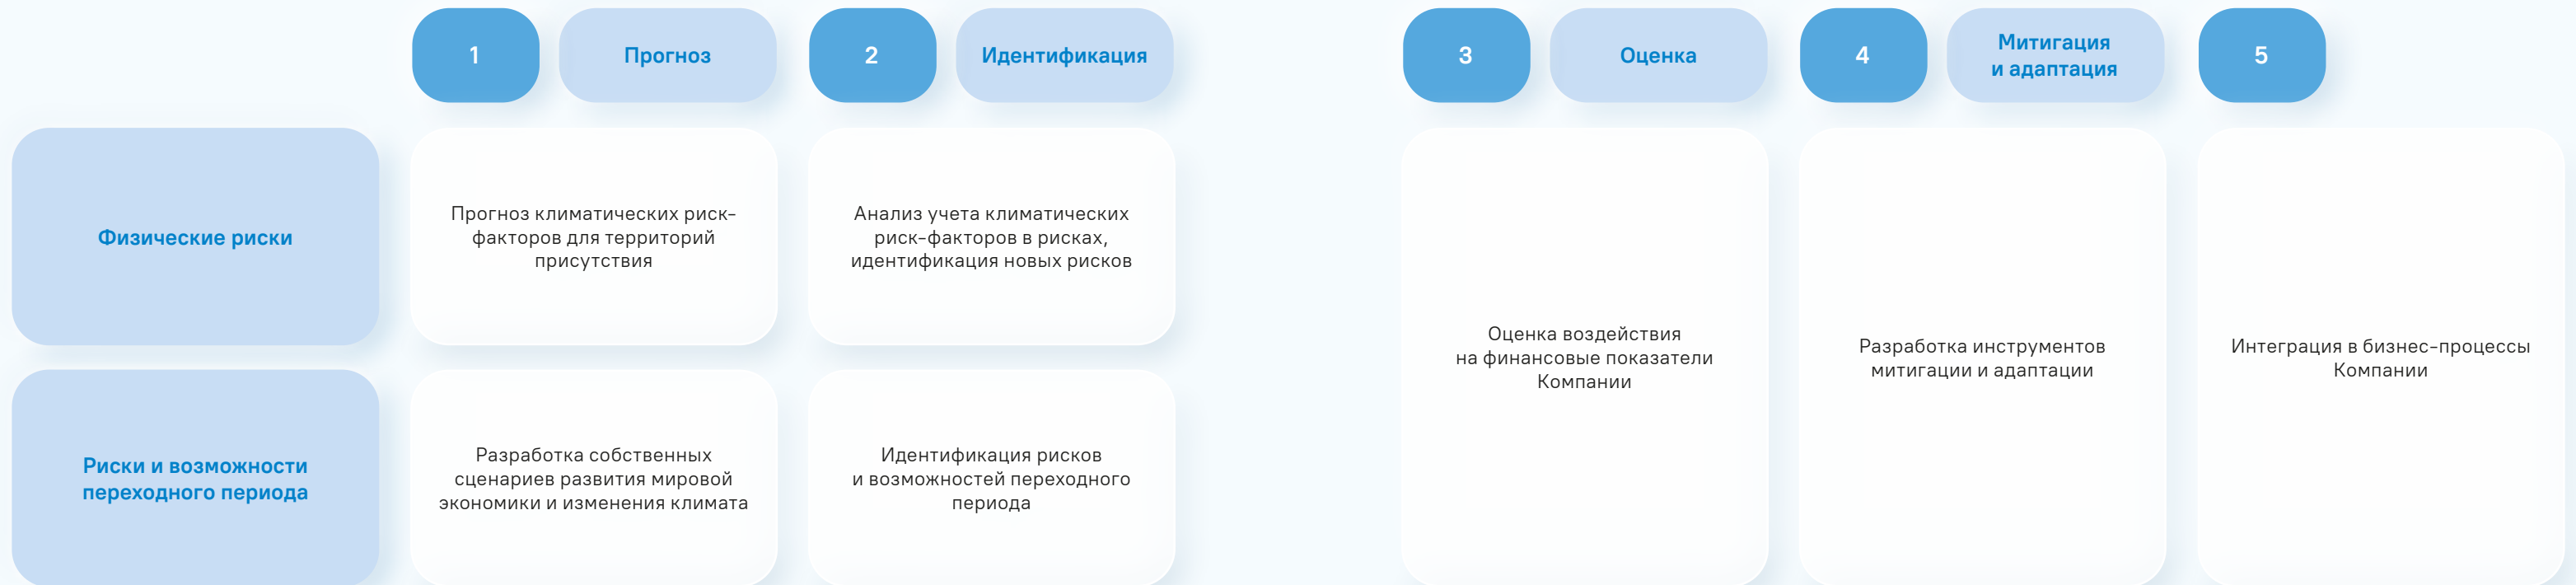 1
Прогноз
2
Идентификация
3
Оценка
4
Митигация
и адаптация
5
Физические риски
Прогноз климатических риск-
факторов для территорий
присутствия
Анализ учета климатических
риск-факторов в рисках,
идентификация новых рисков
Оценка воздействия
на финансовые показатели
Компании
Разработка инструментов
митигации и адаптации
Интеграция в бизнес-процессы
Компании
Риски и возможности
переходного периода
Разработка собственных
сценариев развития мировой
экономики и изменения климата
Идентификация рисков
и возможностей переходного
периода